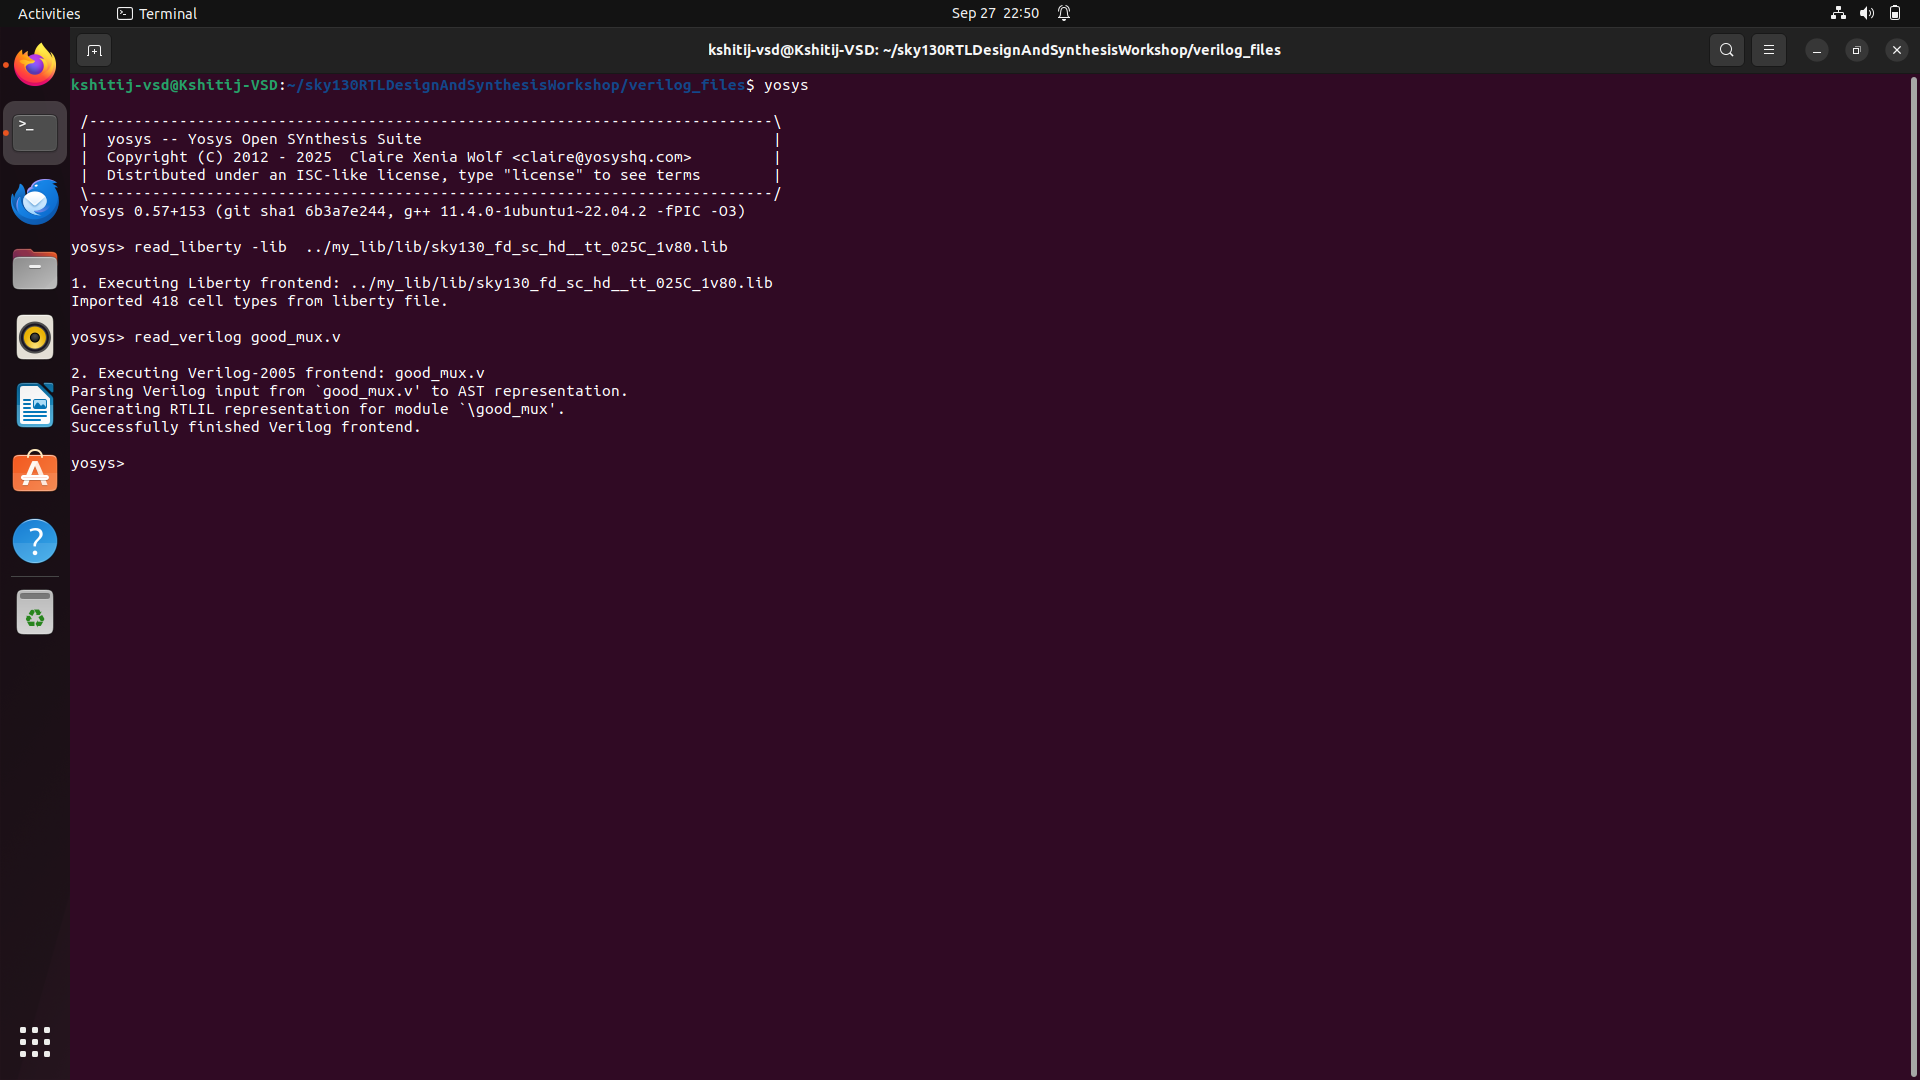 Activities Terminal Sep 27 22:50
kshitij-vsd@Kshitij-VSD: ~/sky130RTLDesignAndSynthesisWorkshop/verilog_files
kshitij-vsd@Kshitij-VSD:~/sky130RTLDesignAndSynthesisWorkshop/verilog_files$ yosys
/----------------------------------------------------------------------------\
| yosys -- Yosys Open SYnthesis Suite |
| Copyright (C) 2012 - 2025 Claire Xenia Wolf <claire@yosyshq.com> |
| Distributed under an ISC-like license, type "license" to see terms |
\----------------------------------------------------------------------------/
Yosys 0.57+153 (git sha1 6b3a7e244, g++ 11.4.0-1ubuntu1~22.04.2 -fPIC -O3)
yosys> read_liberty -lib ../my_lib/lib/sky130_fd_sc_hd__tt_025C_1v80.lib
1. Executing Liberty frontend: ../my_lib/lib/sky130_fd_sc_hd__tt_025C_1v80.lib
Imported 418 cell types from liberty file.
yosys> read_verilog good_mux.v
2. Executing Verilog-2005 frontend: good_mux.v
Parsing Verilog input from `good_mux.v' to AST representation.
Generating RTLIL representation for module `\good_mux'.
Successfully finished Verilog frontend.
yosys>